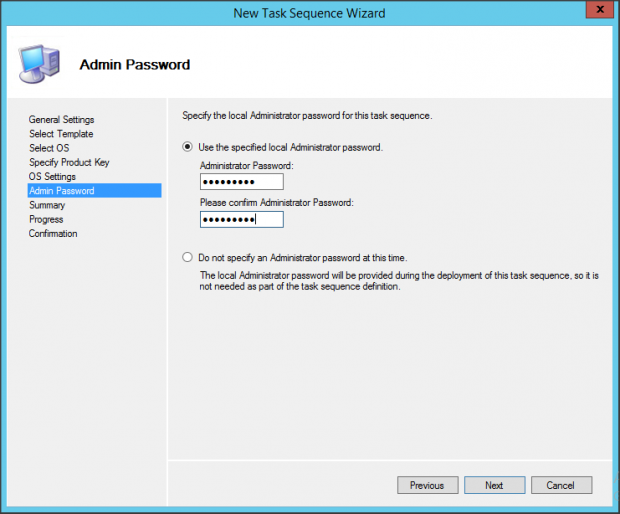 New Task Sequence Wizard
x
Admin Password
General Settings
Select Template
Select OS
Specify Product Key
OS Settings
Admin Password
Summary
Progress
Confirmation
Specify the local Administrator password for this task sequence.
Use the specified local Administrator password.
Administrator Password:
●●●●●●●●●
Please confirm Administrator Password:
●●●●●●●●●
Do not specify an Administrator password at this time.
The local Administrator password will be provided during the deployment of this task sequence, so it is
not needed as part of the task sequence definition.
Previous
Next
Cancel